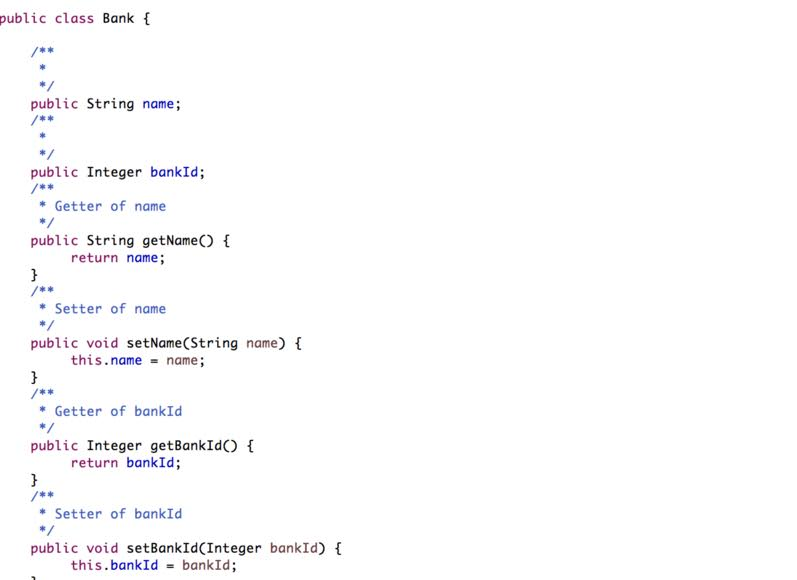 public class Bank {
/**
*
*/
public String name;
/**
*
*/
public Integer bankId;
/**
* Getter of name
*/
public String getName() {
return name;
}
/**
* Setter of name
*/
public void setName(String name) {
this.name = name;
}
/**
* Getter of bankId
*/
public Integer getBankId() {
return bankId;
}
/**
* Setter of bankId
*/
public void setBankId(Integer bankId) {
this.bankId = bankId;
}